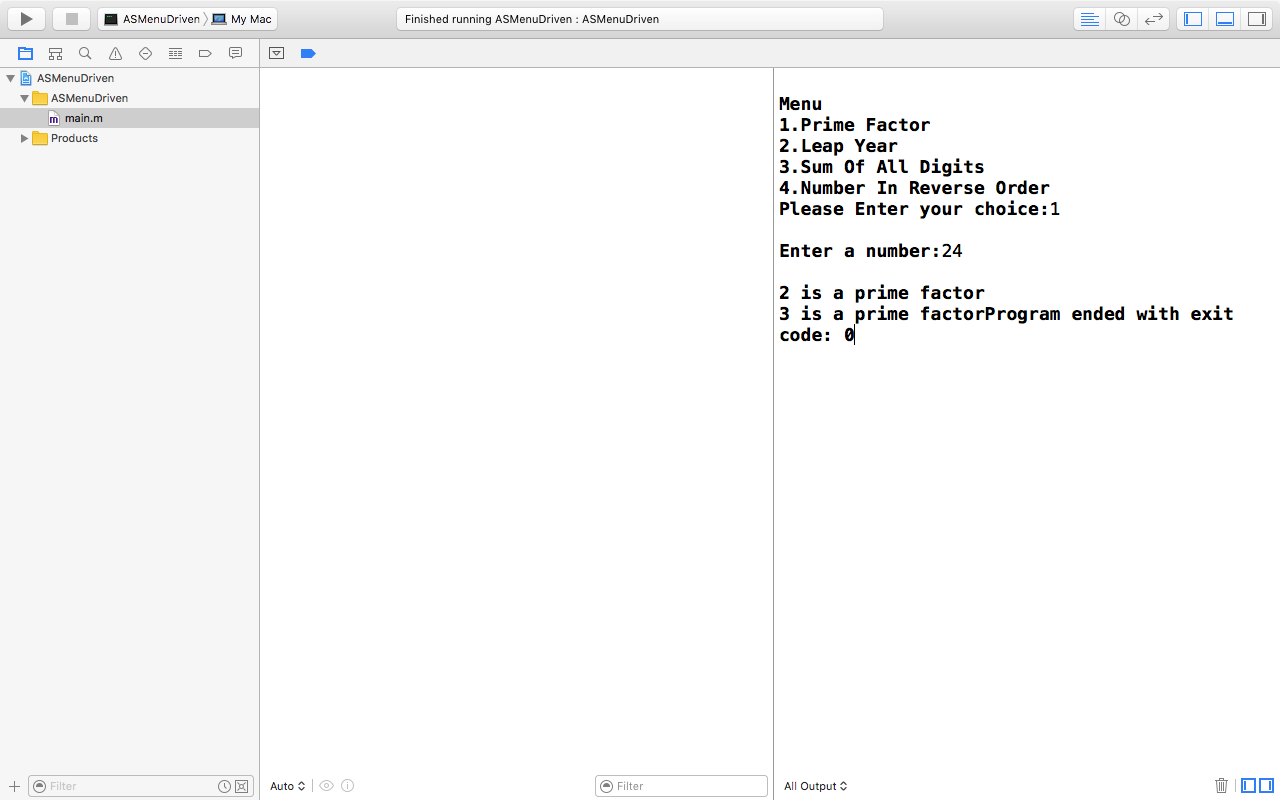 ASMenuDriven My Mac
Finished running ASMenuDriven : ASMenuDriven
ASMenuDriven
ASMenuDriven
main.m
Products
Menu
1.Prime Factor
2.Leap Year
3.Sum Of All Digits
4.Number In Reverse Order
Please Enter your choice:1
Enter a number:24
2 is a prime factor
3 is a prime factorProgram ended with exit
code: 0
Filter
Auto
Filter
All Output